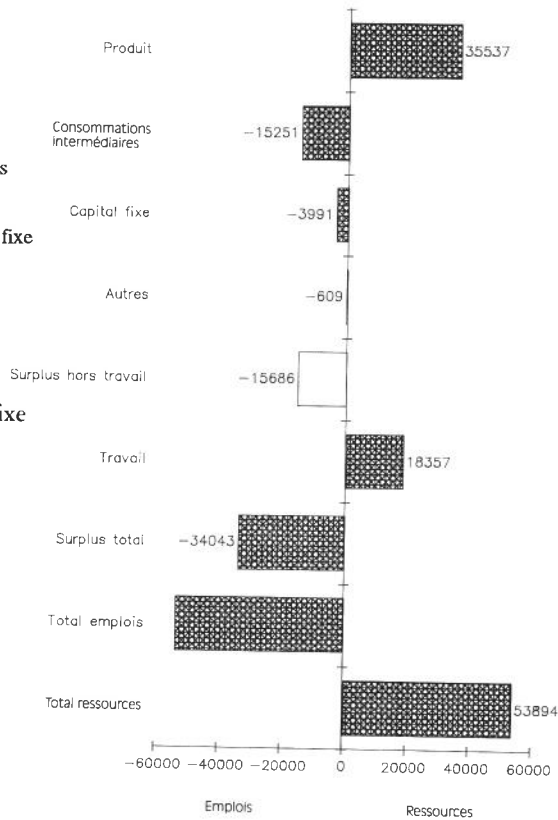 Produit
35537
Consommations
intermédiaires
-15251
s
Capital fixe
-3991
fixe
Autres
-609
Surplus hors travail
-15686
ixe
Travail
18357
Surplus total
-34043
Total emplois
Total ressources
53894
-60000 -40000 -20000 0 20000 40000 60000
Emplois Ressources